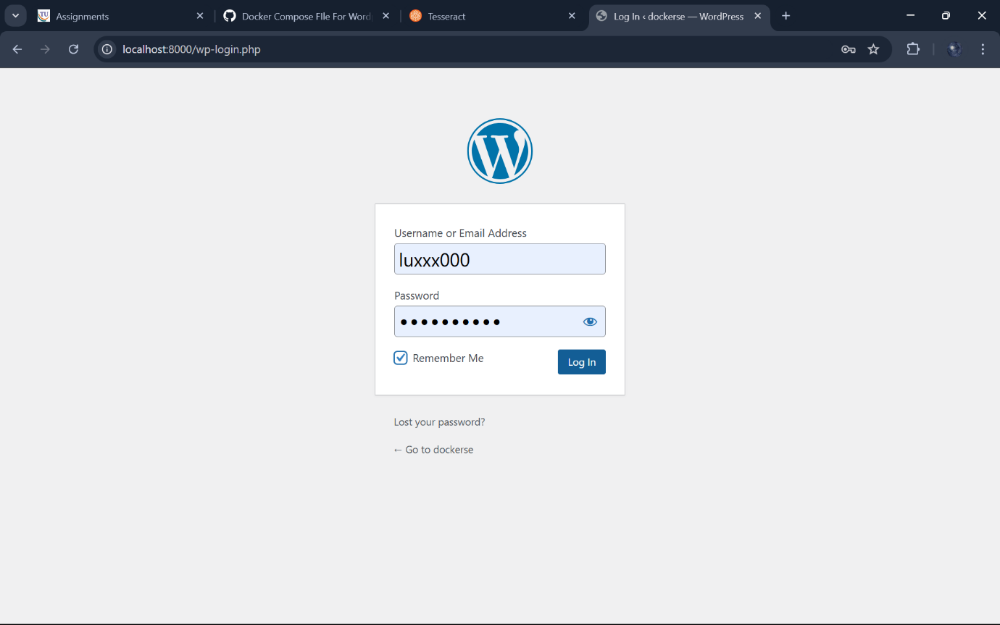 Assignments
Docker Compose FIle For Word
Tesseract
Log In ‹ dockerse — WordPress
localhost:8000/wp-login.php
Username or Email Address
luxxx000
Password
Remember Me
Log In
Lost your password?
← Go to dockerse